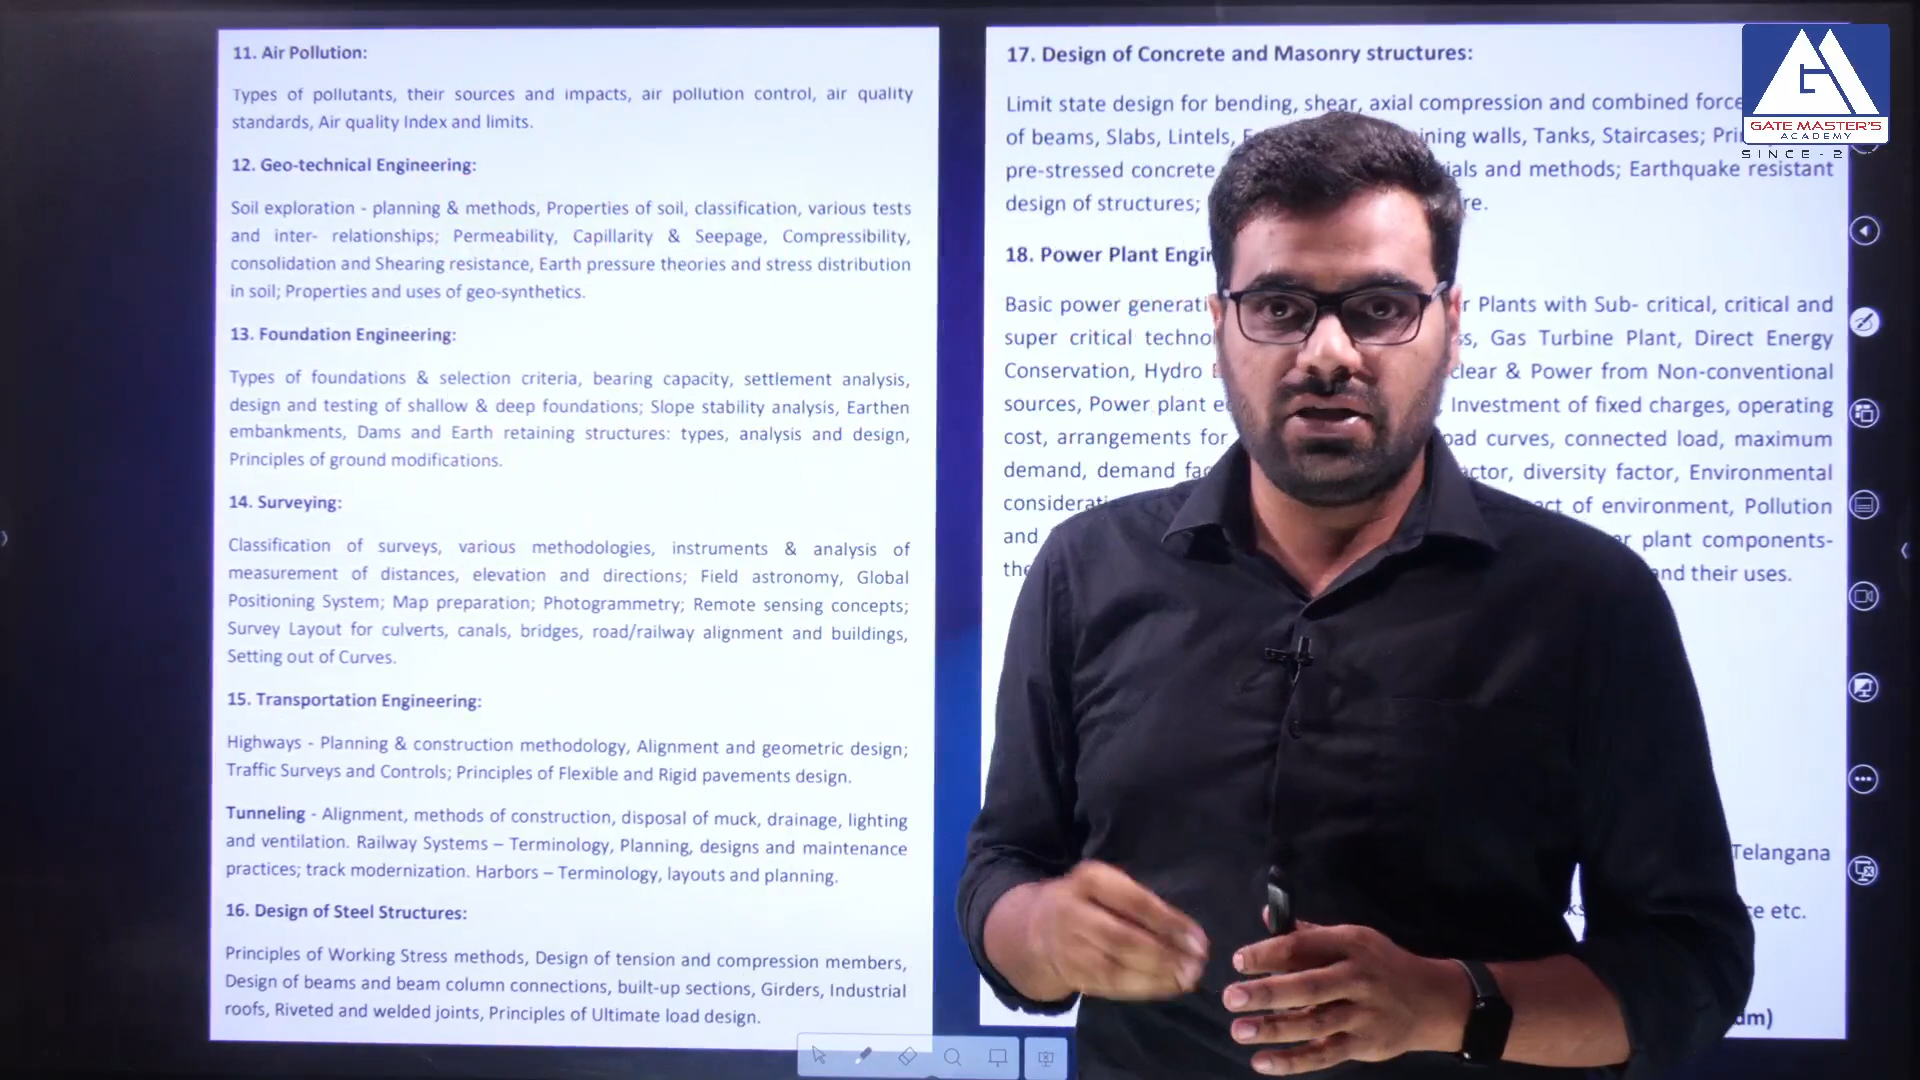 11. Air Pollution:
Types of pollutants, their sources and impacts, air pollution control, air quality
standards, Air quality Index and limits.
12. Geo-technical Engineering:
Soil exploration - planning & methods, Properties of soil, classification, various tests
and inter- relationships; Permeability, Capillarity & Seepage, Compressibility,
consolidation and Shearing resistance, Earth pressure theories and stress distribution
in soil; Properties and uses of geo-synthetics.
13. Foundation Engineering:
Types of foundations & selection criteria, bearing capacity, settlement analysis,
design and testing of shallow & deep foundations; Slope stability analysis, Earthen
embankments, Dams and Earth retaining structures: types, analysis and design,
Principles of ground modifications.
14. Surveying:
Classification of surveys, various methodologies, instruments & analysis of
measurement of distances, elevation and directions; Field astronomy, Global
Positioning System; Map preparation; Photogrammetry; Remote sensing concepts;
Survey Layout for culverts, canals, bridges, road/railway alignment and buildings,
Setting out of Curves.
15. Transportation Engineering:
Highways - Planning & construction methodology, Alignment and geometric design;
Traffic Surveys and Controls; Principles of Flexible and Rigid pavements design.
Tunneling - Alignment, methods of construction, disposal of muck, drainage, lighting
and ventilation. Railway Systems – Terminology, Planning, designs and maintenance
practices; track modernization. Harbors – Terminology, layouts and planning.
16. Design of Steel Structures:
Principles of Working Stress methods, Design of tension and compression members,
Design of beams and beam column connections, built-up sections, Girders, Industrial
roofs, Riveted and welded joints, Principles of Ultimate load design.
17. Design of Concrete and Masonry structures:
Limit state design for bending, shear, axial compression and combined
of beams, Slabs, Lintels, walls, Tanks, Staircases;
pre-stressed concrete and methods; Earthquake resistant
design of structures;
18. Power Plant
Basic power Plants with Sub- critical, critical and
super critical Gas Turbine Plant, Direct Energy
Conservation, Hydro & Power from Non-conventional
sources, Power plant Investment of fixed charges, operating
cost, arrangements for curves, connected load, maximum
demand, demand diversity factor, Environmental
of environment, Pollution
and plant components-
and their uses.
Telangana
etc.
GATE MASTER'S
ACADEMY
SINCE-2